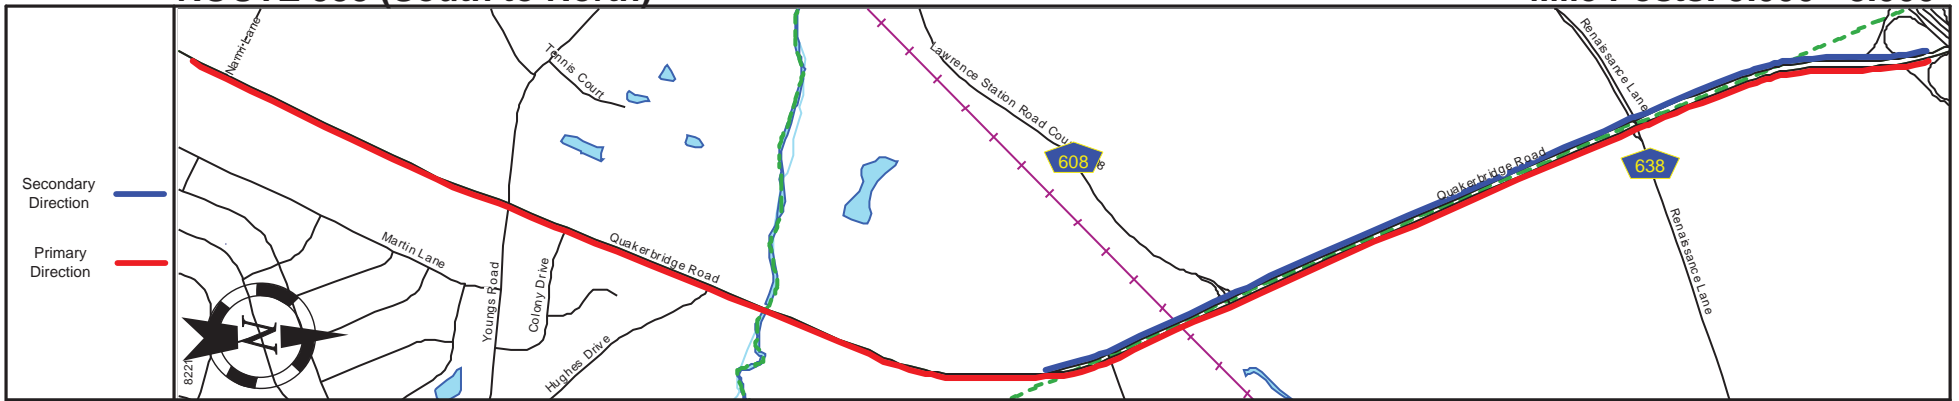 Secondary
Direction
Primary
Direction
Nami Lane
Tennis Court
Martin Lane
Youngs Road
Colony Drive
Hughes Drive
Quakerbridge Road
Lawrence Station Road
608
Quakerbridge Road
Renaissance Lane
638
Renaissance Lane
N